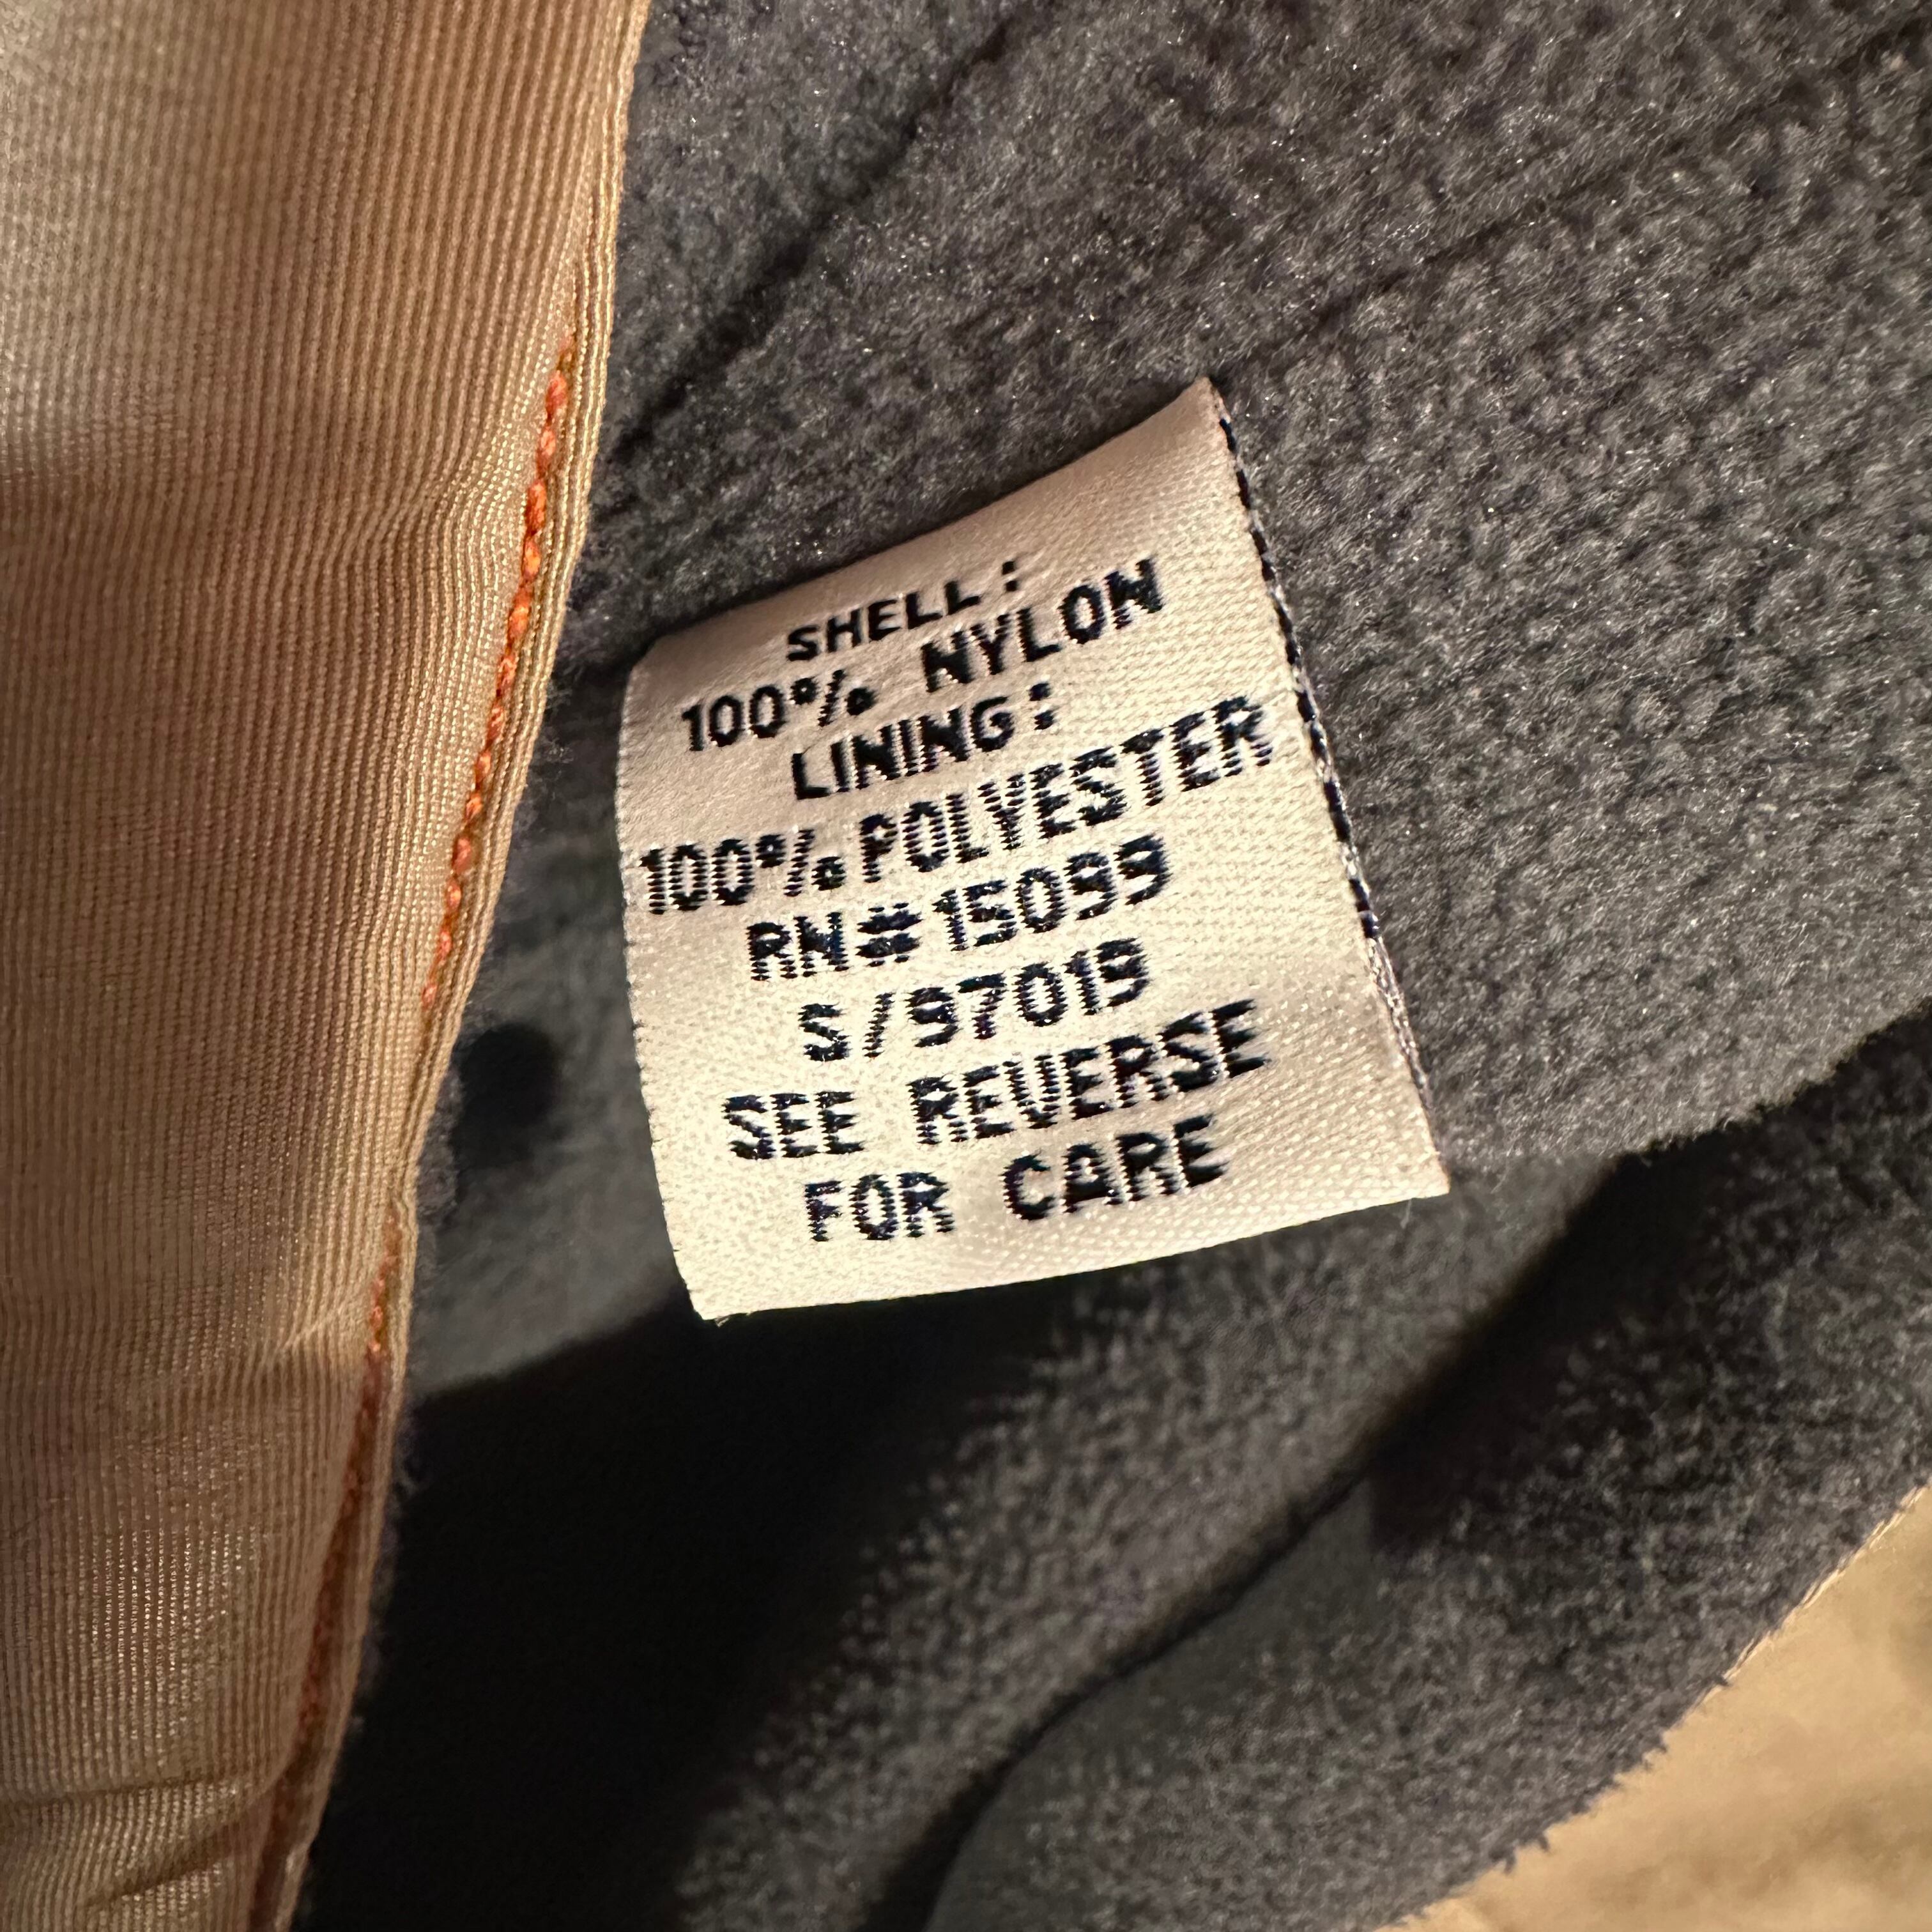 SHELL:
100% NYLON
LINING:
100% POLYESTER
RN#15099
S/97019
SEE REVERSE
FOR CARE